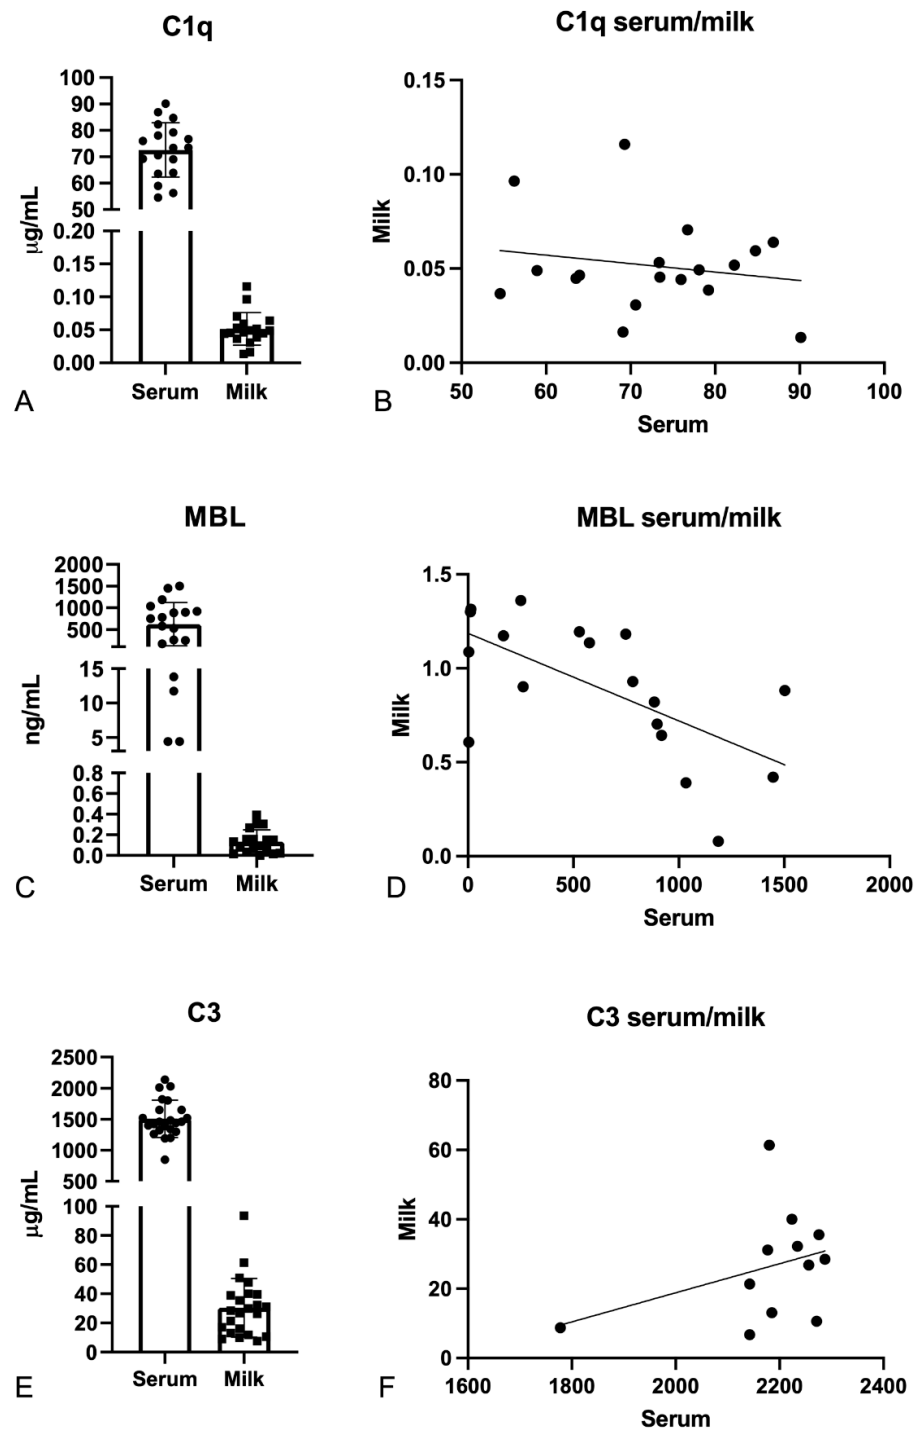 C1q
C1q serum/milk
100
90
80
70
60
50
0.20
0.15
0.10
0.05
0.00
µg/mL
Serum Milk
A
0.15
0.10
0.05
0.00
Milk
50 60 70 80 90 100
Serum
B
MBL
MBL serum/milk
2000
1500
1000
500
15
10
5
0.8
0.6
0.4
0.2
0.0
ng/mL
Serum Milk
C
1.5
1.0
0.5
0.0
Milk
0 500 1000 1500 2000
Serum
D
C3
C3 serum/milk
2500
2000
1500
1000
500
100
80
60
40
20
0
µg/mL
Serum Milk
E
80
60
40
20
0
Milk
1600 1800 2000 2200 2400
Serum
F